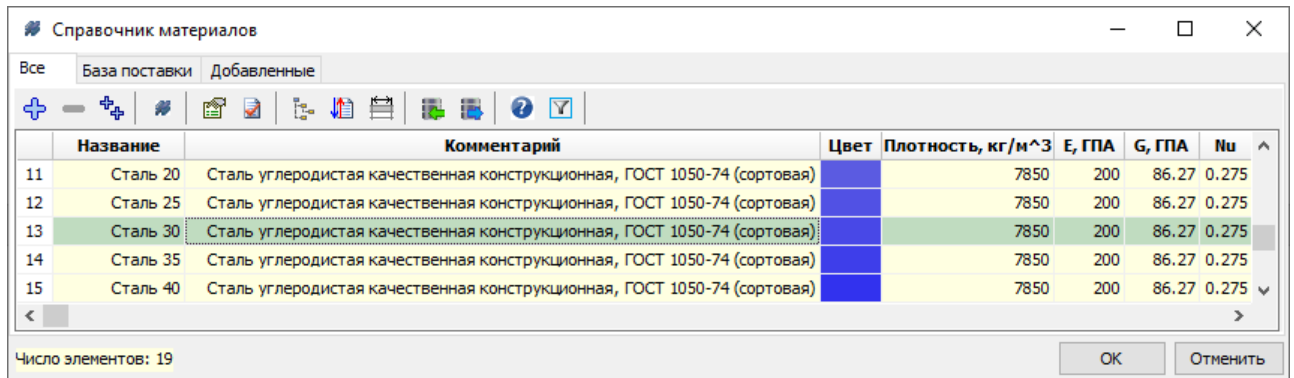 Справочник материалов
Все База поставки Добавленные
Название Комментарий Цвет Плотность, кг/м^3 E, ГПА G, ГПА Nu
11 Сталь 20 Сталь углеродистая качественная конструкционная, ГОСТ 1050-74 (сортовая) 7850 200 86.27 0.275
12 Сталь 25 Сталь углеродистая качественная конструкционная, ГОСТ 1050-74 (сортовая) 7850 200 86.27 0.275
13 Сталь 30 Сталь углеродистая качественная конструкционная, ГОСТ 1050-74 (сортовая) 7850 200 86.27 0.275
14 Сталь 35 Сталь углеродистая качественная конструкционная, ГОСТ 1050-74 (сортовая) 7850 200 86.27 0.275
15 Сталь 40 Сталь углеродистая качественная конструкционная, ГОСТ 1050-74 (сортовая) 7850 200 86.27 0.275
Число элементов: 19 OK Отменить